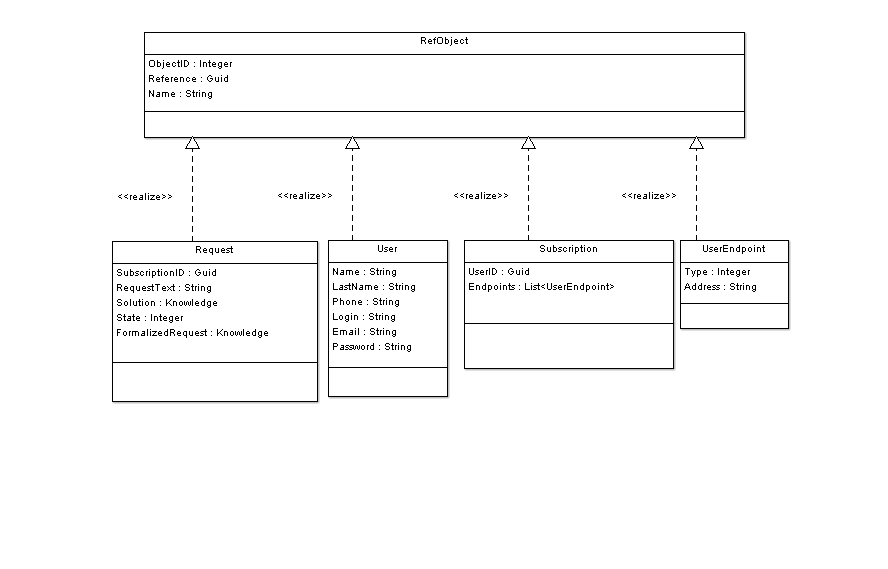 RefObject
ObjectID : Integer
Reference : Guid
Name : String
<<realize>>
<<realize>>
<<realize>>
<<realize>>
Request
SubscriptionID : Guid
RequestText : String
Solution : Knowledge
State : Integer
FormalizedRequest : Knowledge
User
Name : String
LastName : String
Phone : String
Login : String
Email : String
Password : String
Subscription
UserID : Guid
Endpoints : List<UserEndpoint>
UserEndpoint
Type : Integer
Address : String